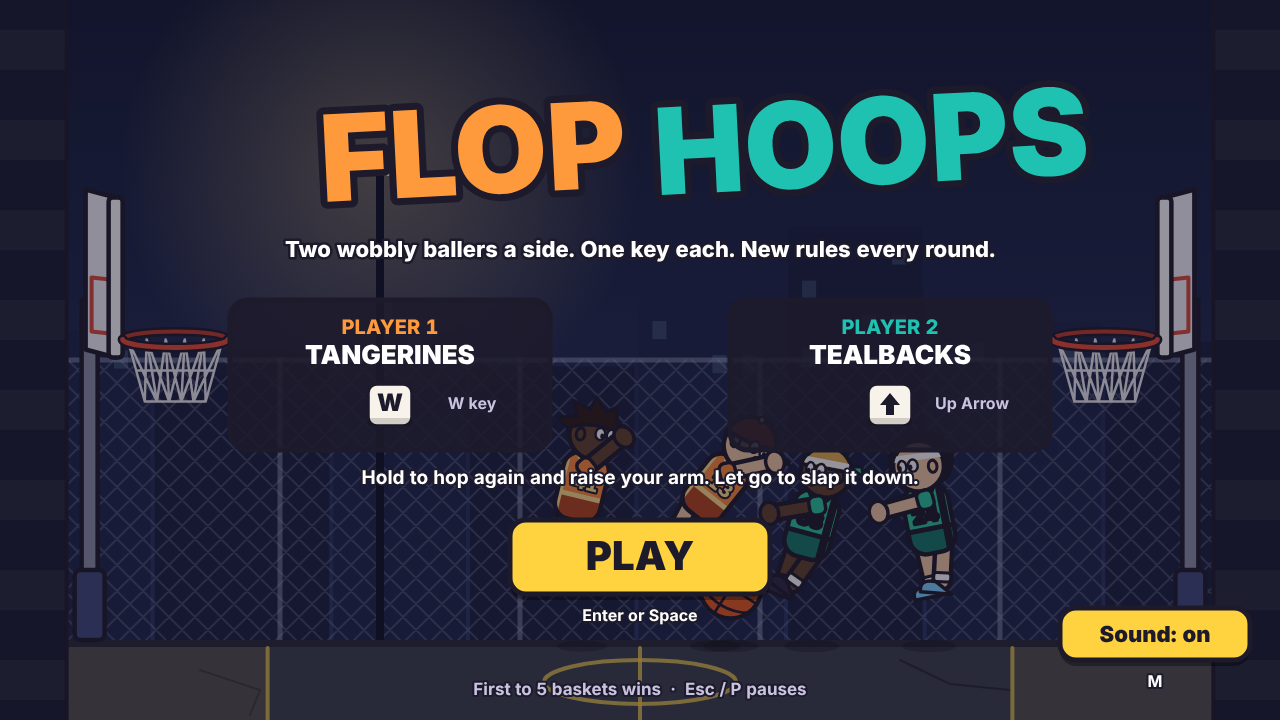 FLOP HOOPS
Two wobbly ballers a side. One key each. New rules every round.
PLAYER 1
TANGERINES
W
W key
PLAYER 2
TEALBACKS
Up Arrow
Hold to hop again and raise your arm. Let go to slap it down.
PLAY
Enter or Space
Sound: on
M
First to 5 baskets wins · Esc / P pauses